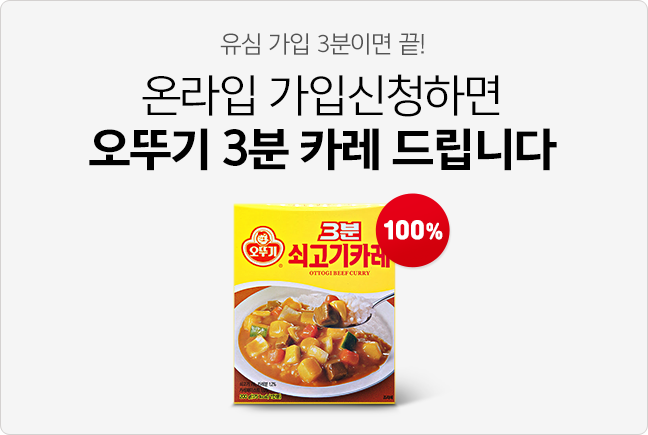 유심 가입 3분이면 끝!
온라입 가입신청하면
오뚜기 3분 카레 드립니다
100%
3분
오뚜기
쇠고기카레
OTTOGI BEEF CURRY